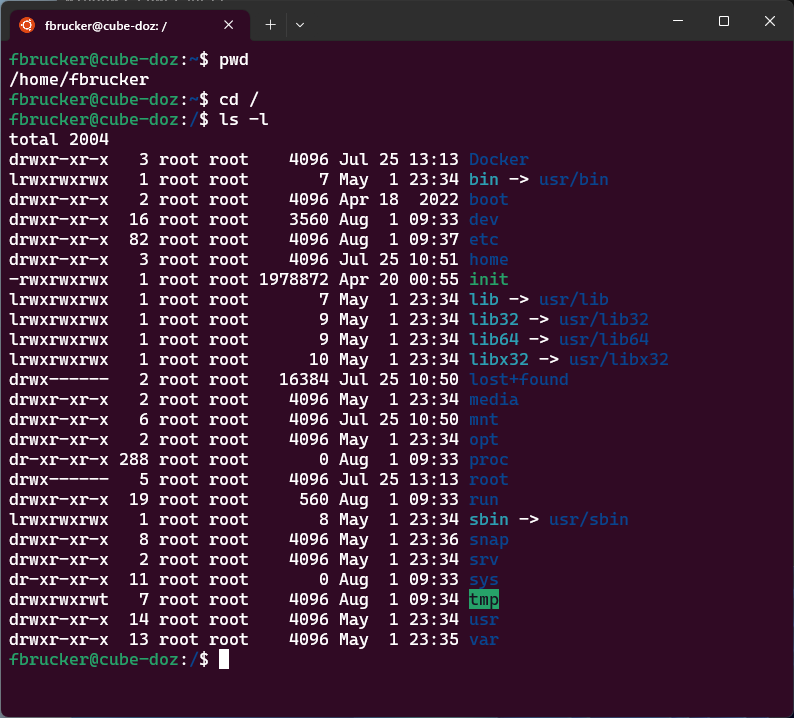 fbrucker@cube-doz: /
fbrucker@cube-doz:~$ pwd
/home/fbrucker
fbrucker@cube-doz:~$ cd /
fbrucker@cube-doz:/$ ls -l
total 2004
drwxr-xr-x   3 root root    4096 Jul 25 13:13 Docker
lrwxrwxrwx   1 root root       7 May  1 23:34 bin -> usr/bin
drwxr-xr-x   2 root root    4096 Apr 18  2022 boot
drwxr-xr-x  16 root root    3560 Aug  1 09:33 dev
drwxr-xr-x  82 root root    4096 Aug  1 09:37 etc
drwxr-xr-x   3 root root    4096 Jul 25 10:51 home
-rwxrwxrwx   1 root root 1978872 Apr 20 00:55 init
lrwxrwxrwx   1 root root       7 May  1 23:34 lib -> usr/lib
lrwxrwxrwx   1 root root       9 May  1 23:34 lib32 -> usr/lib32
lrwxrwxrwx   1 root root       9 May  1 23:34 lib64 -> usr/lib64
lrwxrwxrwx   1 root root      10 May  1 23:34 libx32 -> usr/libx32
drwx------   2 root root   16384 Jul 25 10:50 lost+found
drwxr-xr-x   2 root root    4096 May  1 23:34 media
drwxr-xr-x   6 root root    4096 Jul 25 10:50 mnt
drwxr-xr-x   2 root root    4096 May  1 23:34 opt
dr-xr-xr-x 288 root root       0 Aug  1 09:33 proc
drwx------   5 root root    4096 Jul 25 13:13 root
drwxr-xr-x  19 root root     560 Aug  1 09:33 run
lrwxrwxrwx   1 root root       8 May  1 23:34 sbin -> usr/sbin
drwxr-xr-x   8 root root    4096 May  1 23:36 snap
drwxr-xr-x   2 root root    4096 May  1 23:34 srv
dr-xr-xr-x  11 root root       0 Aug  1 09:33 sys
drwxrwxrwt   7 root root    4096 Aug  1 09:34 tmp
drwxr-xr-x  14 root root    4096 May  1 23:34 usr
drwxr-xr-x  13 root root    4096 May  1 23:35 var
fbrucker@cube-doz:/$